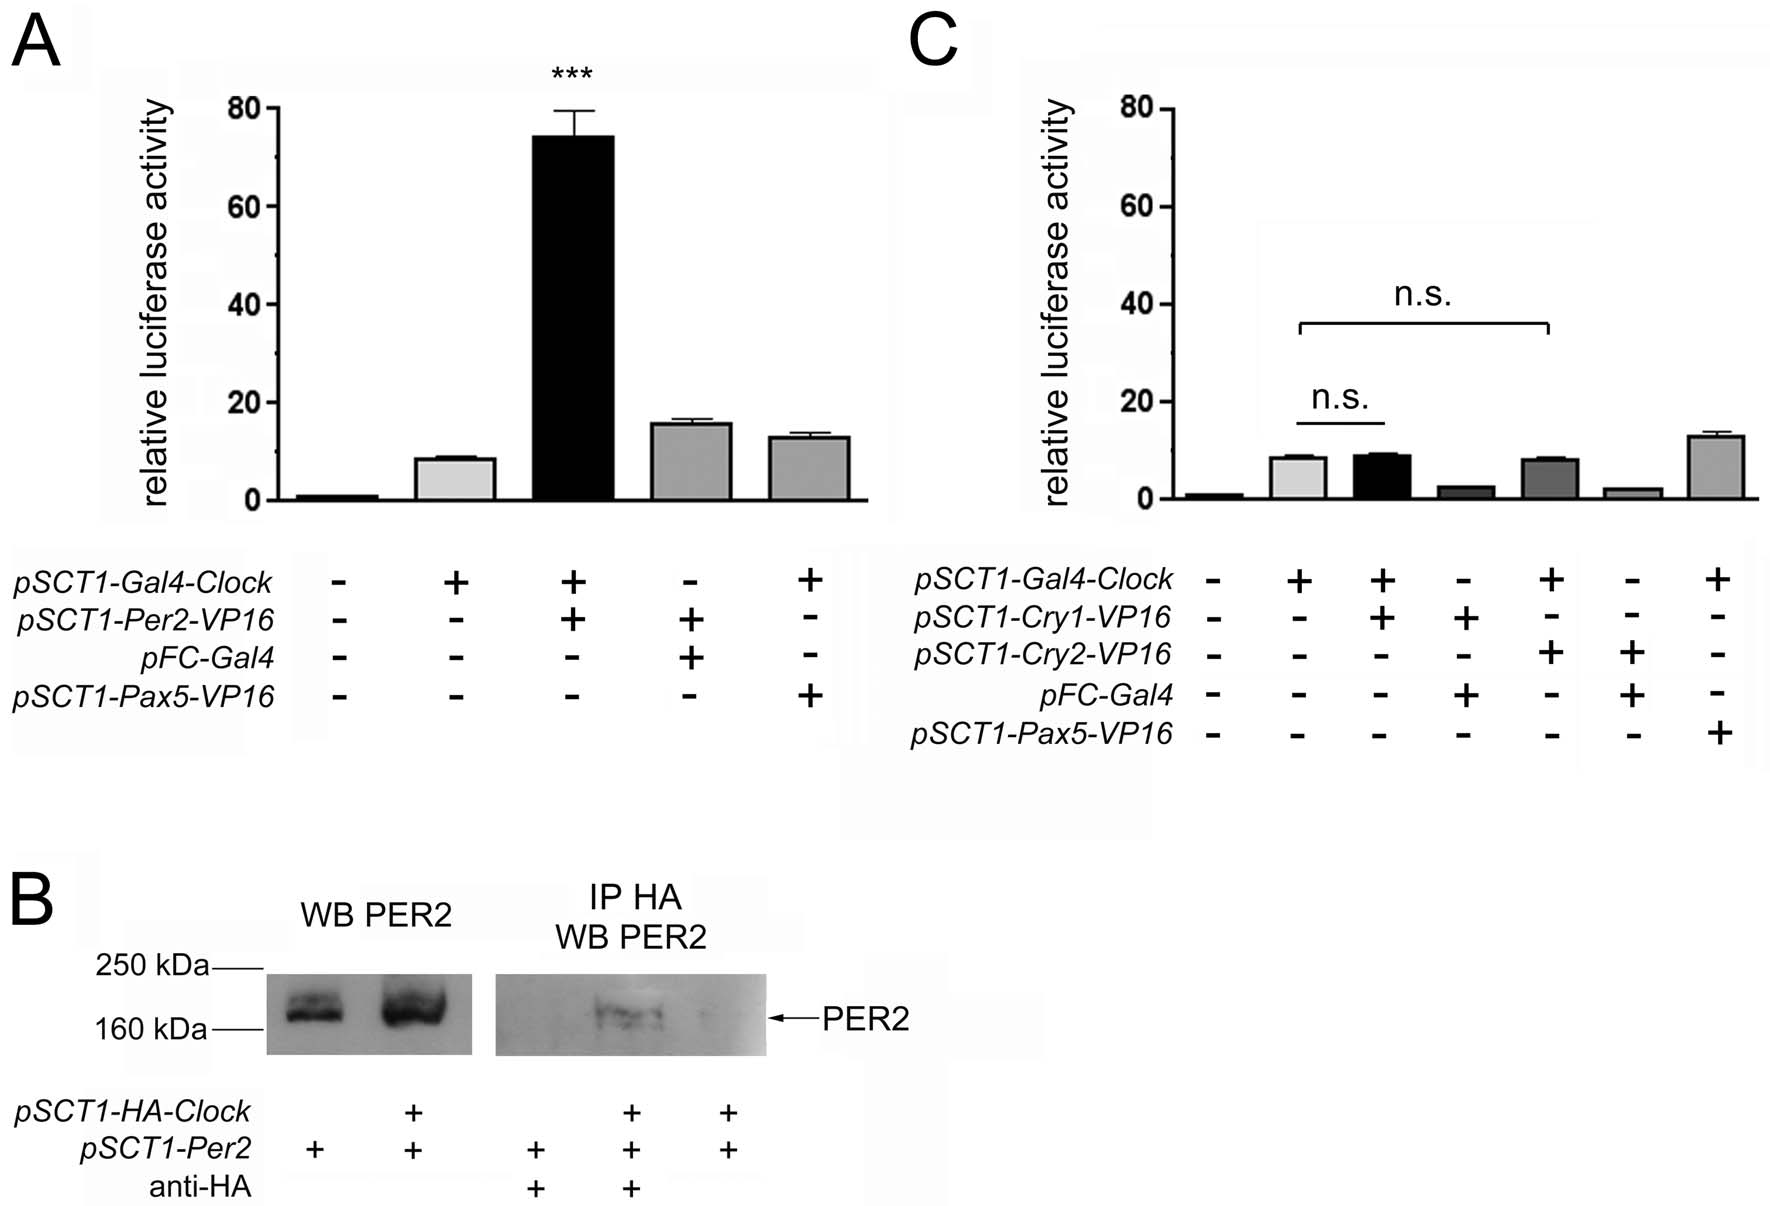 A
***
80
60
40
20
0
relative luciferase activity
pSCT1-Gal4-Clock - + + - +
pSCT1-Per2-VP16 - - + + -
pFC-Gal4 - - - + -
pSCT1-Pax5-VP16 - - - - +
C
80
60
40
20
0
relative luciferase activity
n.s.
n.s.
pSCT1-Gal4-Clock - + + - + - +
pSCT1-Cry1-VP16 - - + + - - -
pSCT1-Cry2-VP16 - - - - + + -
pFC-Gal4 - - - + - + -
pSCT1-Pax5-VP16 - - - - - - +
B
WB PER2
IP HA
WB PER2
250 kDa
160 kDa
PER2
pSCT1-HA-Clock + + +
pSCT1-Per2 + + + + +
anti-HA + +